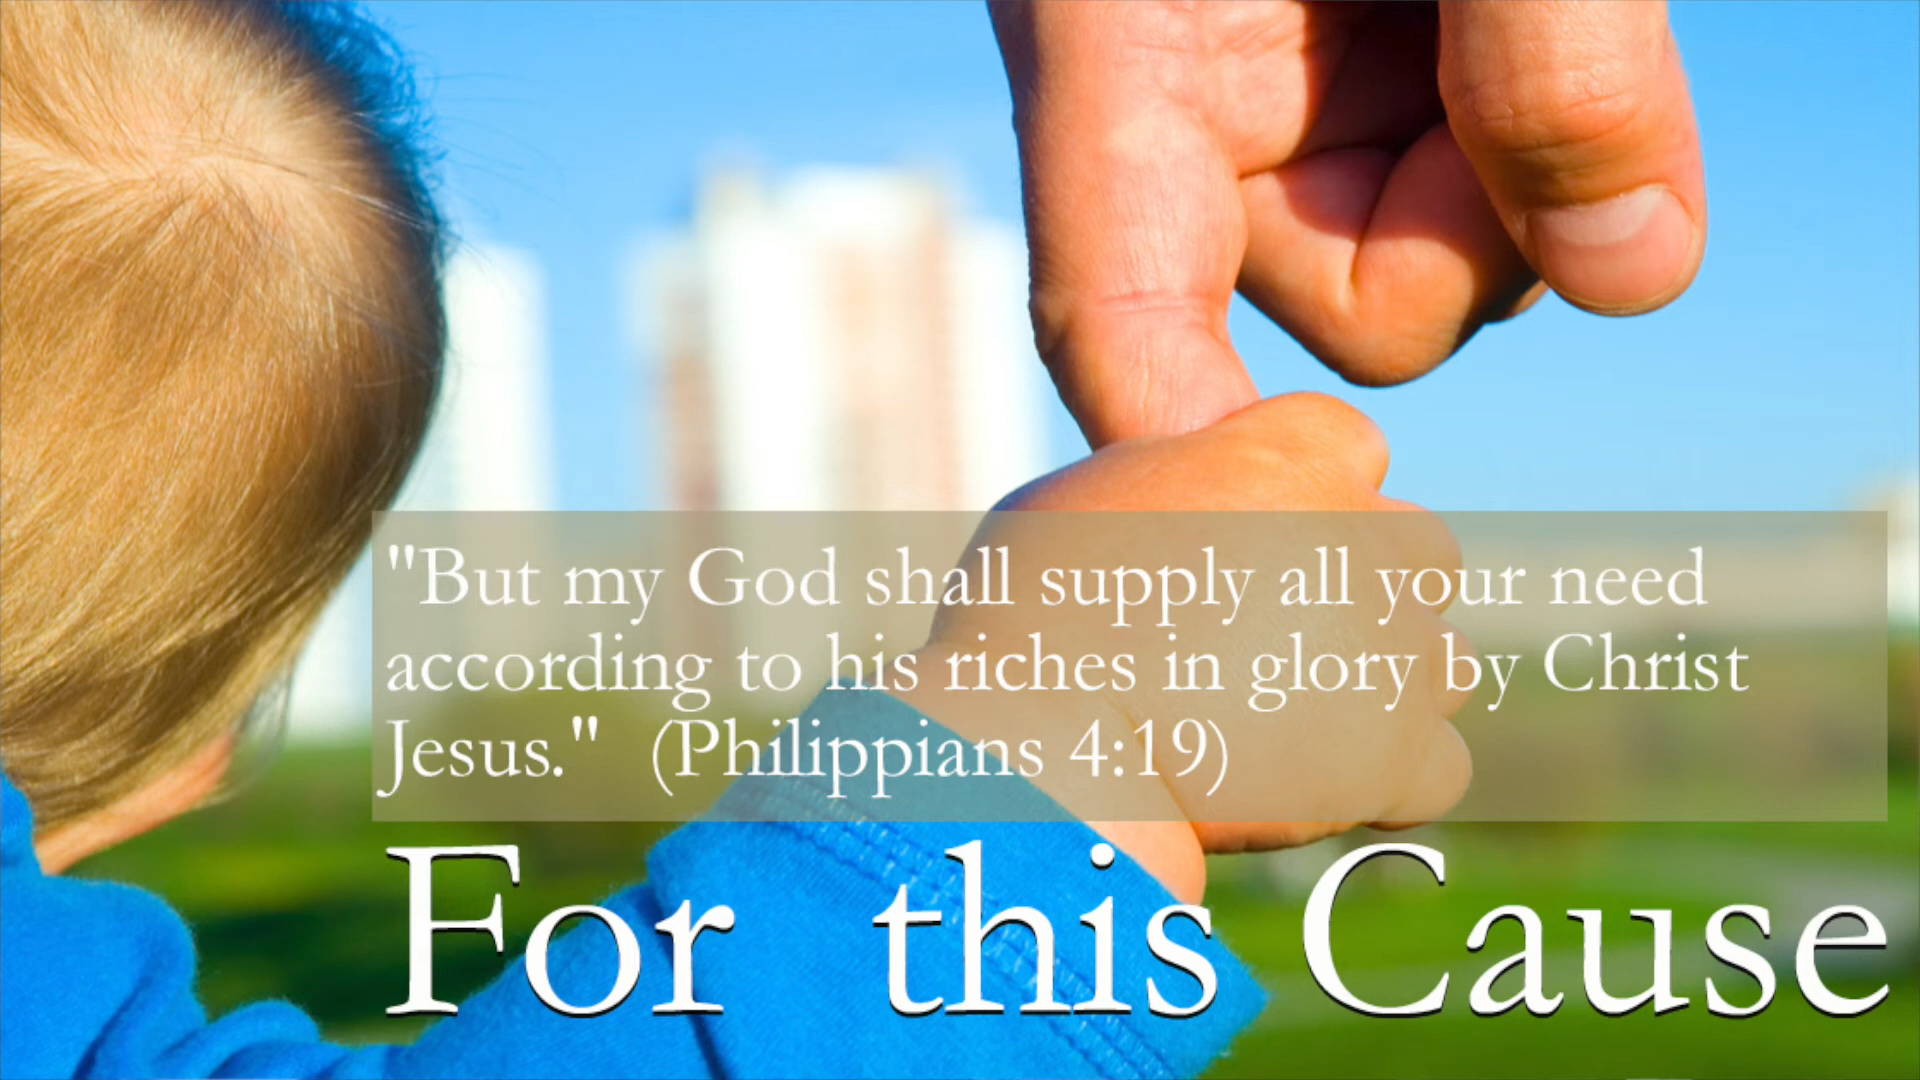 "But my God shall supply all your need
according to his riches in glory by Christ
Jesus."  (Philippians 4:19)
For this Cause